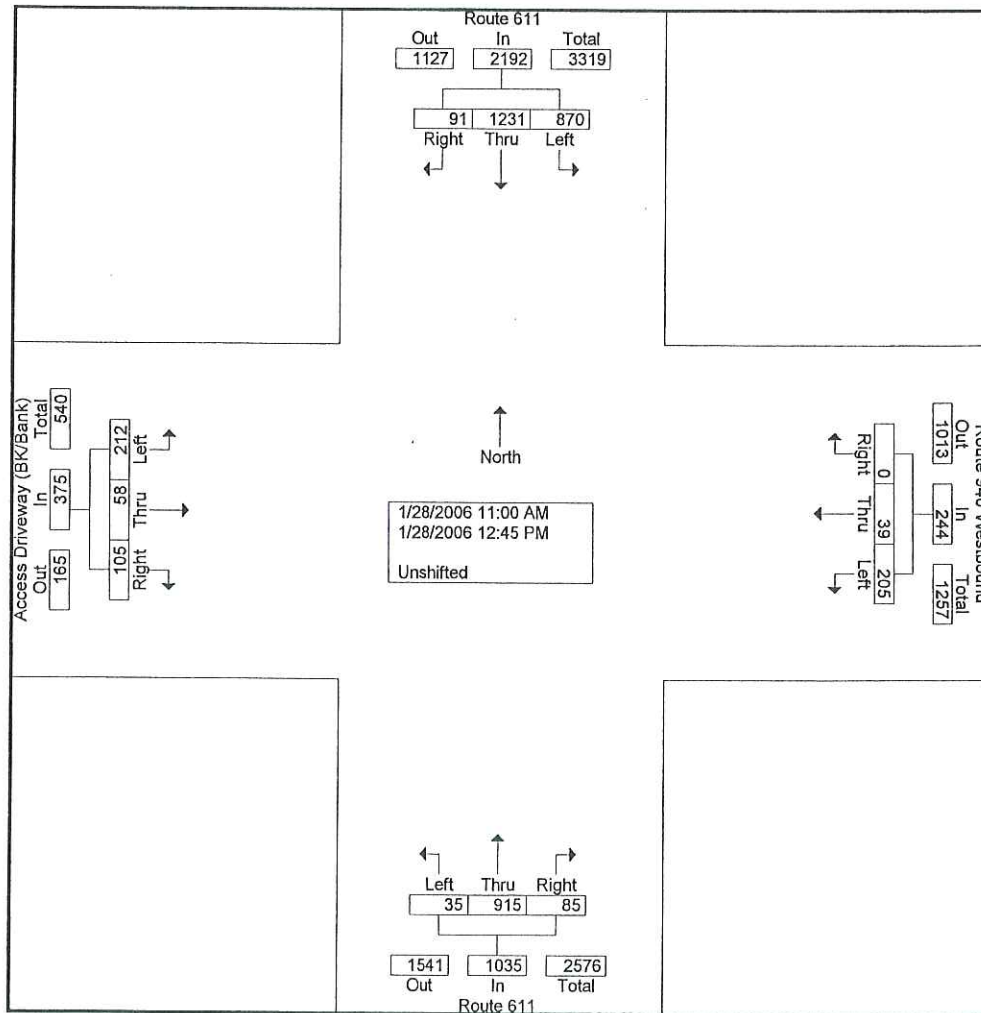 Route 611
Out In Total
1127 2192 3319
91 1231 870
Right Thru Left
Access Driveway (BK/Bank)
Out In Total
165 375 540
105 58 212
Right Thru Left
North
1/28/2006 11:00 AM
1/28/2006 12:45 PM
Unshifted
Right Thru Left
0 39 205
Out In Total
1013 244 1257
Westbound
Left Thru Right
35 915 85
1541 1035 2576
Out In Total
Route 611